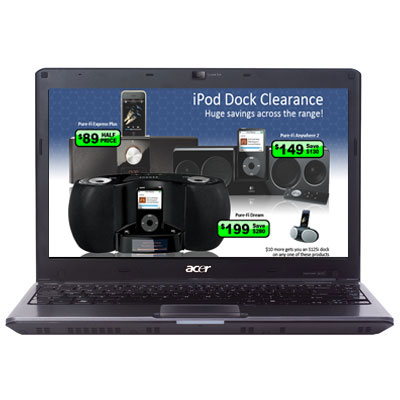 iPod Dock Clearance
Huge savings across the range!
Pure-Fi Express Plus
$89 HALF PRICE
Pure-Fi Anywhere 2
$149 Save $130
Pure-Fi Dream
$199 Save $280
$10 more gets you an S125i dock
on any one of these products
acer